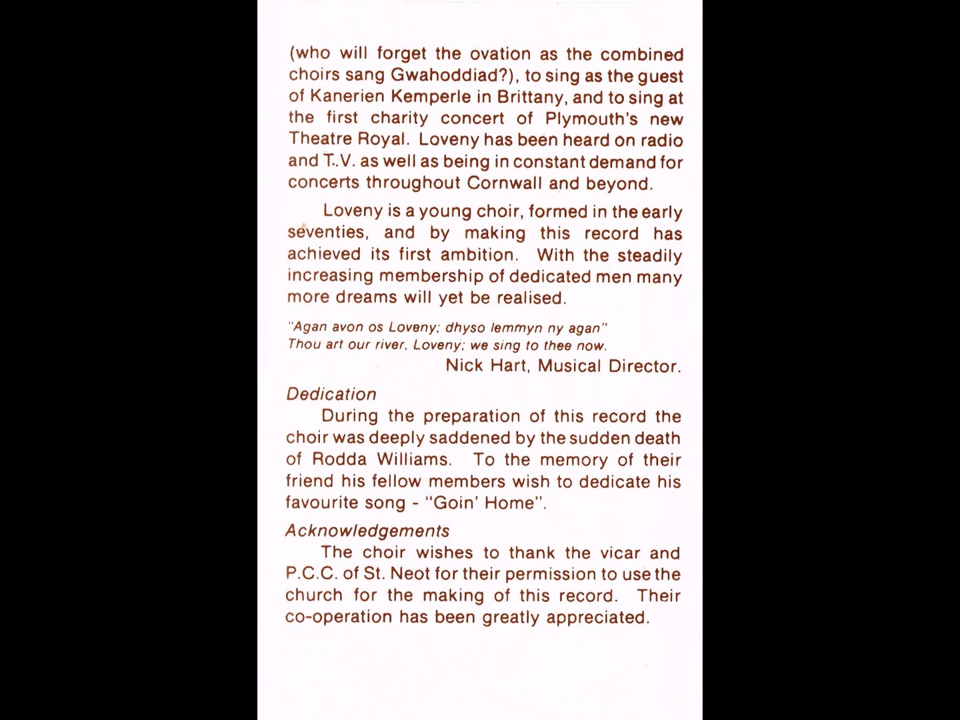 (who will forget the ovation as the combined
choirs sang Gwahoddiad?), to sing as the guest
of Kanerien Kemperle in Brittany, and to sing at
the first charity concert of Plymouth's new
Theatre Royal. Loveny has been heard on radio
and T.V. as well as being in constant demand for
concerts throughout Cornwall and beyond.
Loveny is a young choir, formed in the early
seventies, and by making this record has
achieved its first ambition. With the steadily
increasing membership of dedicated men many
more dreams will yet be realised.
"Agan avon os Loveny; dhyso lemmyn ny agan"
Thou art our river, Loveny; we sing to thee now.
Nick Hart, Musical Director.
Dedication
During the preparation of this record the
choir was deeply saddened by the sudden death
of Rodda Williams. To the memory of their
friend his fellow members wish to dedicate his
favourite song - "Goin' Home".
Acknowledgements
The choir wishes to thank the vicar and
P.C.C. of St. Neot for their permission to use the
church for the making of this record. Their
co-operation has been greatly appreciated.